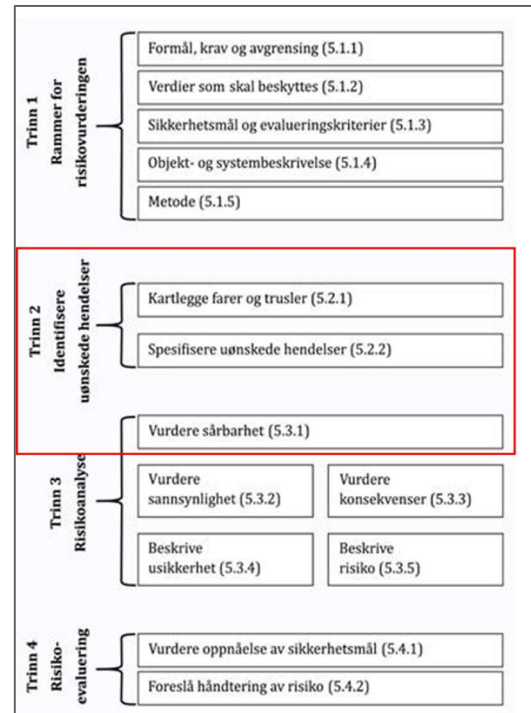 Trinn 1
Rammer for
risikovurderingen
Formål, krav og avgrensing (5.1.1)
Verdier som skal beskyttes (5.1.2)
Sikkerhetsmål og evalueringskriterier (5.1.3)
Objekt- og systembeskrivelse (5.1.4)
Metode (5.1.5)
Trinn 2
Identifisere
uønskede hendelser
Kartlegge farer og trusler (5.2.1)
Spesifisere uønskede hendelser (5.2.2)
Trinn 3
Risikoanalyse
Vurdere sårbarhet (5.3.1)
Vurdere
sannsynlighet (5.3.2)
Vurdere
konsekvenser (5.3.3)
Beskrive
usikkerhet (5.3.4)
Beskrive
risiko (5.3.5)
Trinn 4
Risiko-
evaluering
Vurdere oppnåelse av sikkerhetsmål (5.4.1)
Foreslå håndtering av risiko (5.4.2)